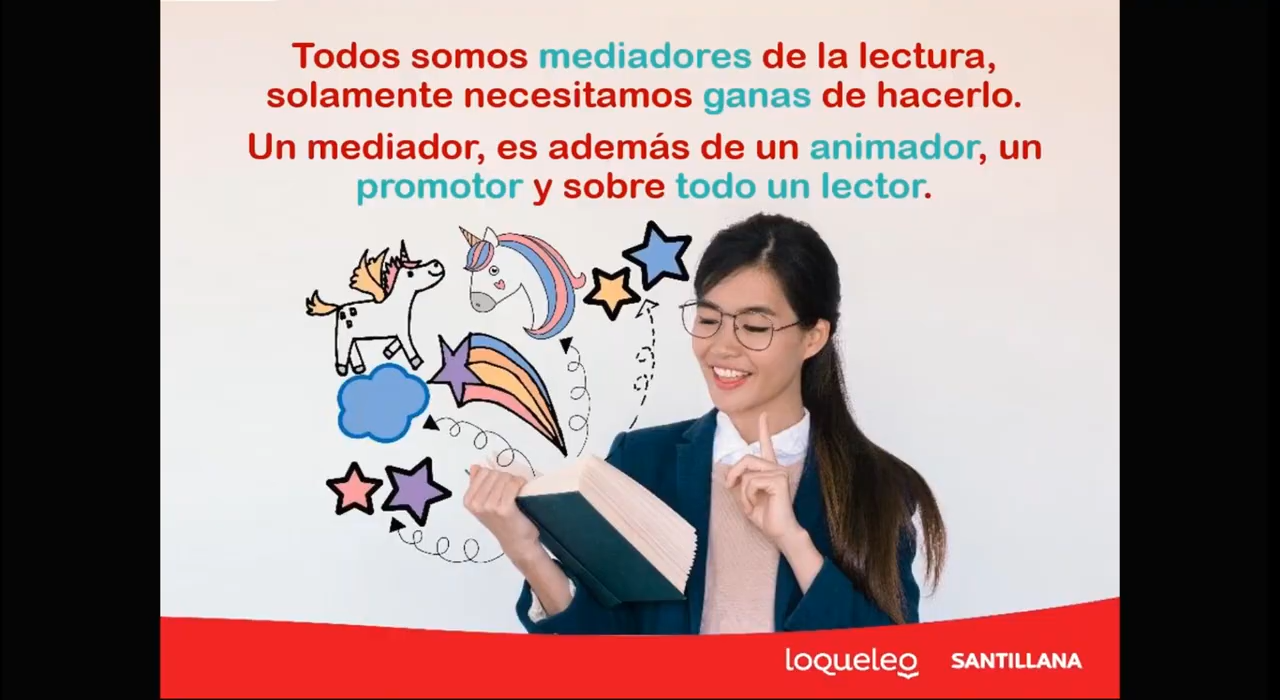 Todos somos mediadores de la lectura,
solamente necesitamos ganas de hacerlo.
Un mediador, es además de un animador, un
promotor y sobre todo un lector.
loqueleo SANTILLANA